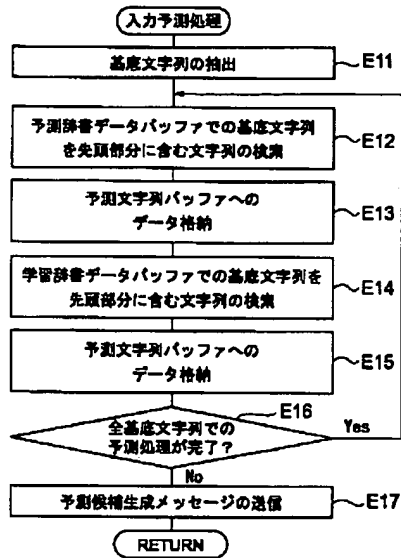 入力予測処理
基底文字列の抽出
E11
予測辞書データバッファでの基底文字列
を先頭部分に含む文字列の検索
E12
予測文字列バッファへの
データ格納
E13
学習辞書データバッファでの基底文字列を
先頭部分に含む文字列の検索
E14
予測文字列バッファへの
データ格納
E15
全基底文字列での
予測処理が完了？
E16
Yes
No
予測候補生成メッセージの送信
E17
RETURN